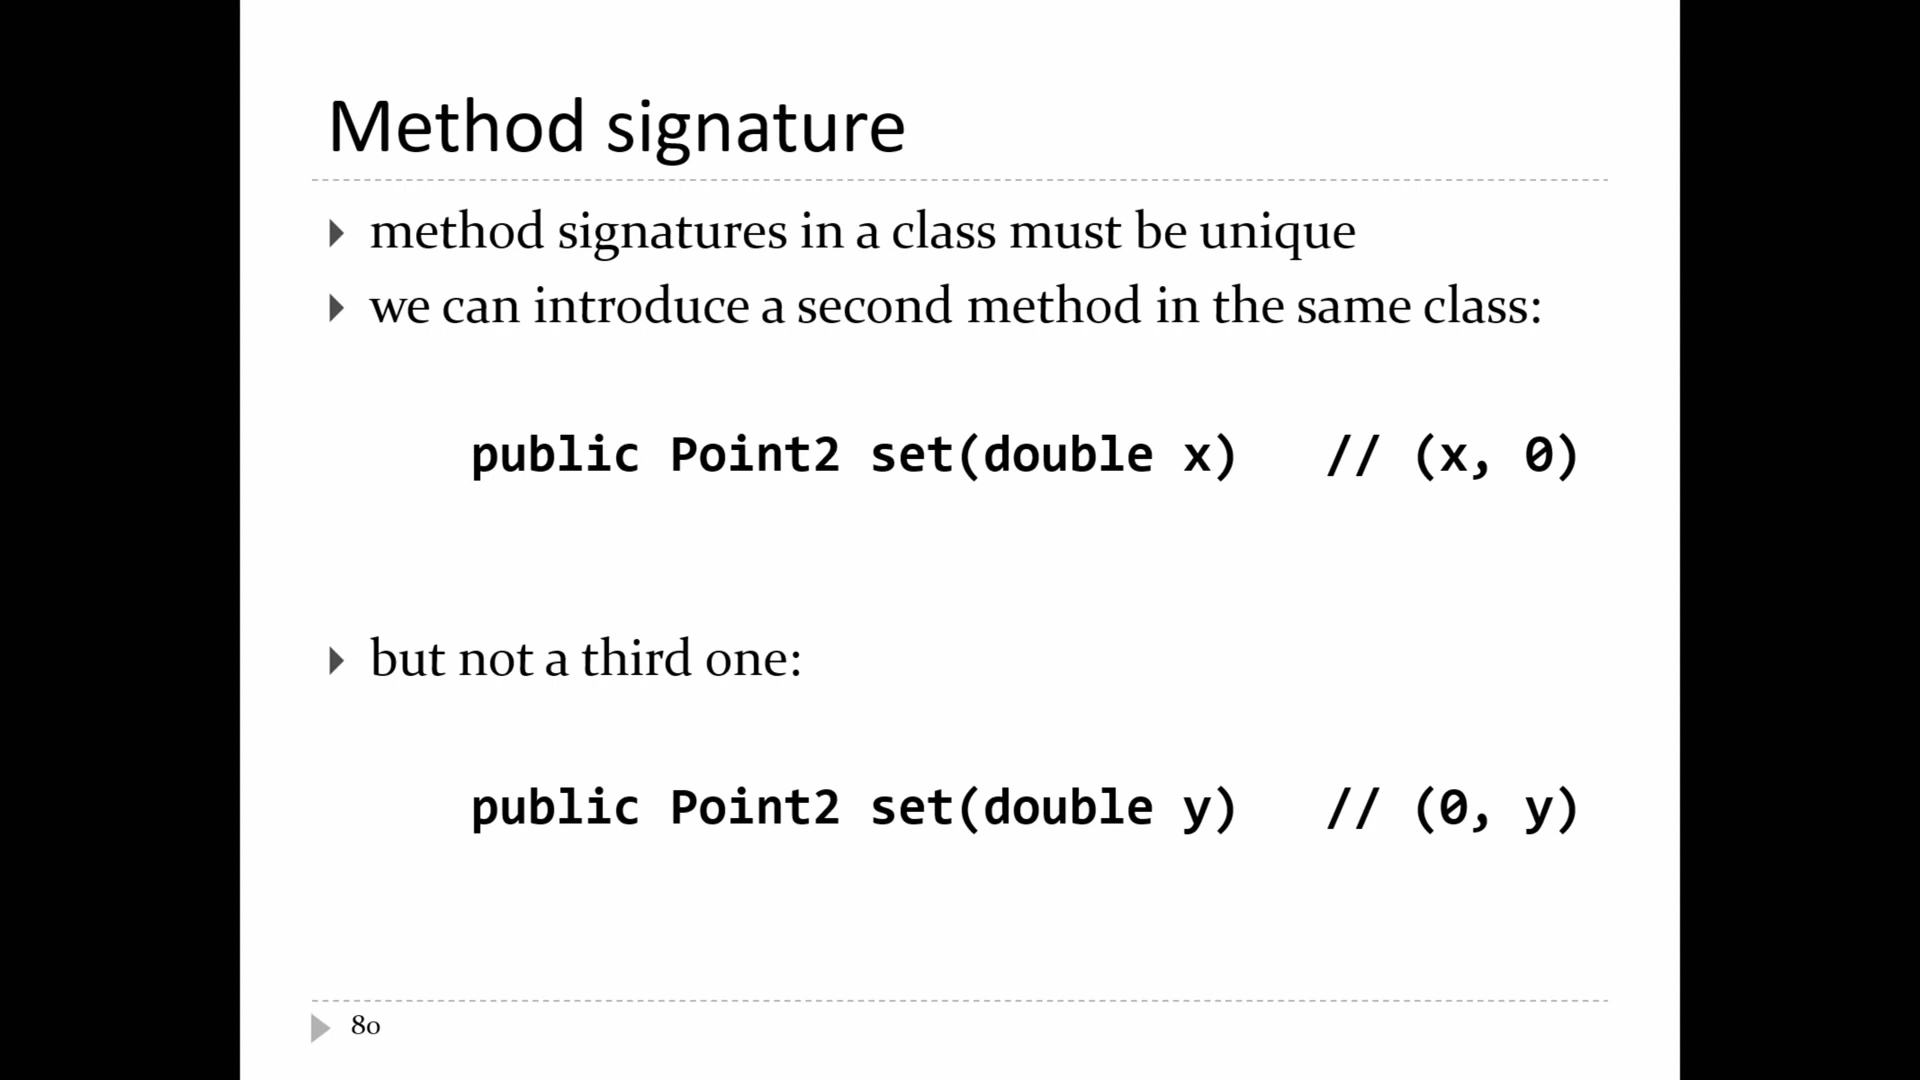 Method signature
method signatures in a class must be unique
we can introduce a second method in the same class:
public Point2 set(double x)   // (x, 0)
but not a third one:
public Point2 set(double y)   // (0, y)
80